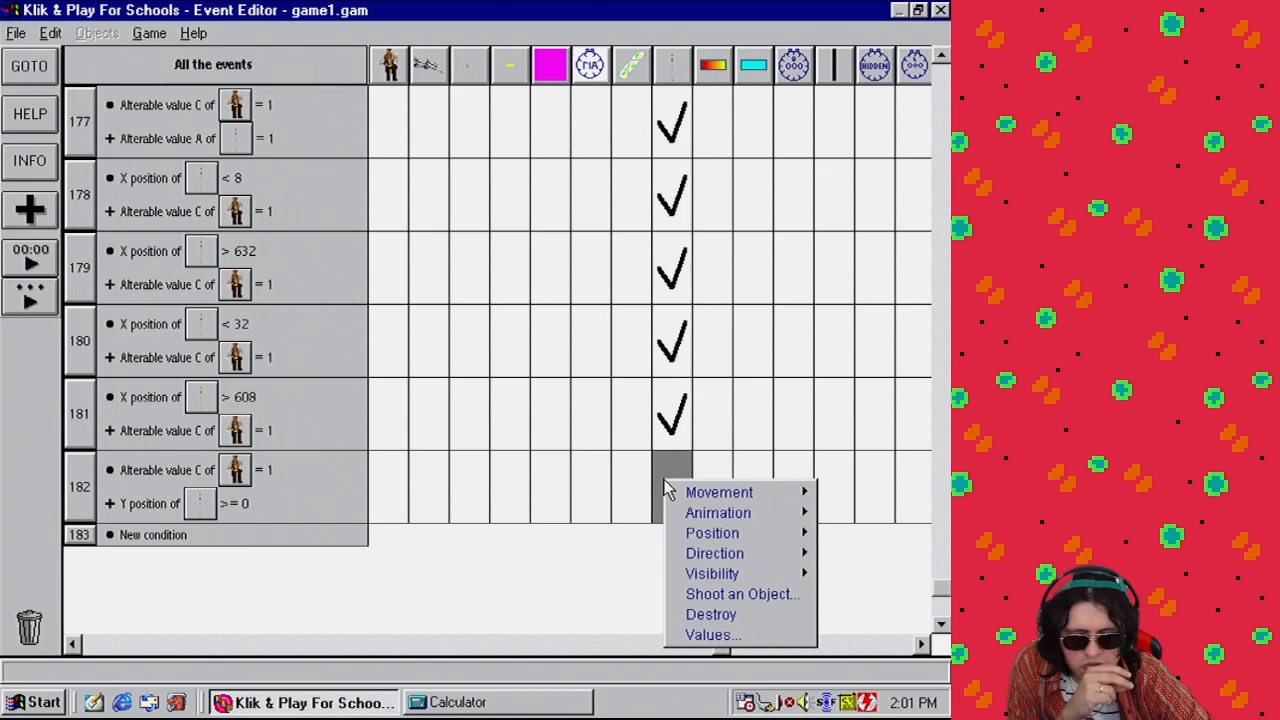 Klik & Play For Schools - Event Editor - game1.gam
File Edit Objects Game Help
GOTO
All the events
HIDDEN
HELP
INFO
00:00
177
• Alterable value C of = 1
+ Alterable value A of = 1
178
• X position of < 8
+ Alterable value C of = 1
179
• X position of > 632
+ Alterable value C of = 1
180
• X position of < 32
+ Alterable value C of = 1
181
• X position of > 608
+ Alterable value C of = 1
182
• Alterable value C of = 1
+ Y position of >= 0
183
• New condition
Movement
Animation
Position
Direction
Visibility
Shoot an Object...
Destroy
Values...
Start
Klik & Play For Schoo...
Calculator
2:01 PM